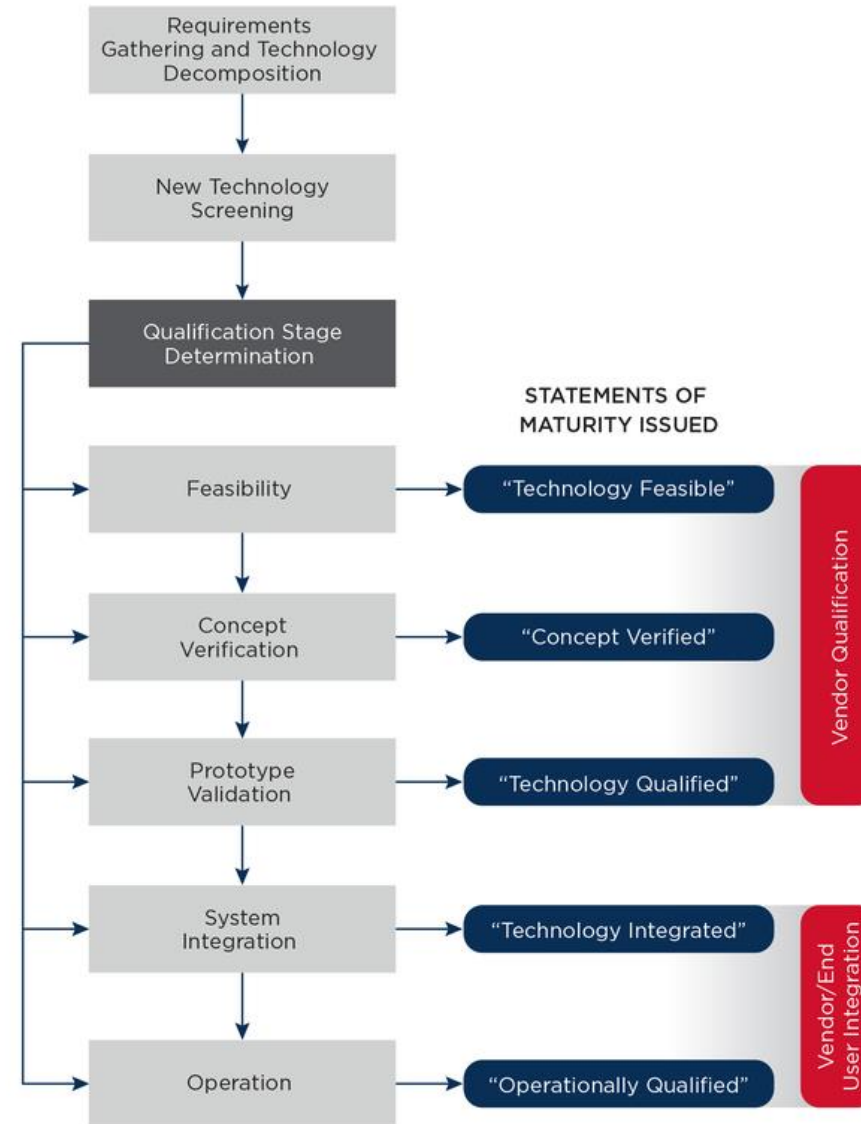 Requirements
Gathering and Technology
Decomposition
New Technology
Screening
Qualification Stage
Determination
STATEMENTS OF
MATURITY ISSUED
Feasibility
“Technology Feasible”
Concept
Verification
“Concept Verified”
Prototype
Validation
“Technology Qualified”
Vendor Qualification
System
Integration
“Technology Integrated”
Operation
“Operationally Qualified”
Vendor/End
User Integration